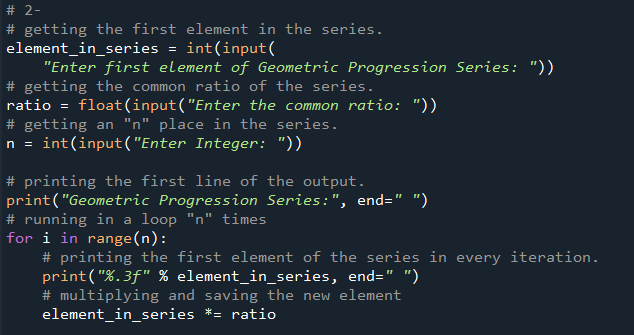 # 2-
# getting the first element in the series.
element_in_series = int(input(
    "Enter first element of Geometric Progression Series: "))
# getting the common ratio of the series.
ratio = float(input("Enter the common ratio: "))
# getting an "n" place in the series.
n = int(input("Enter Integer: "))

# printing the first line of the output.
print("Geometric Progression Series:", end=" ")
# running in a loop "n" times
for i in range(n):
    # printing the first element of the series in every iteration.
    print("%.3f" % element_in_series, end=" ")
    # multiplying and saving the new element
    element_in_series *= ratio